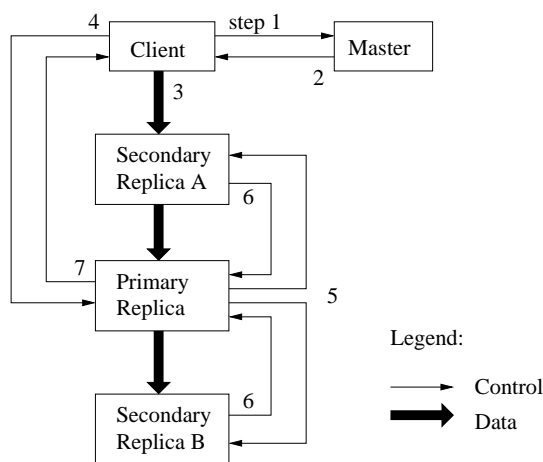 4
step 1
Client
Master
2
3
Secondary
Replica A
6
7
Primary
Replica
5
Legend:
Control
6
Secondary
Replica B
Data